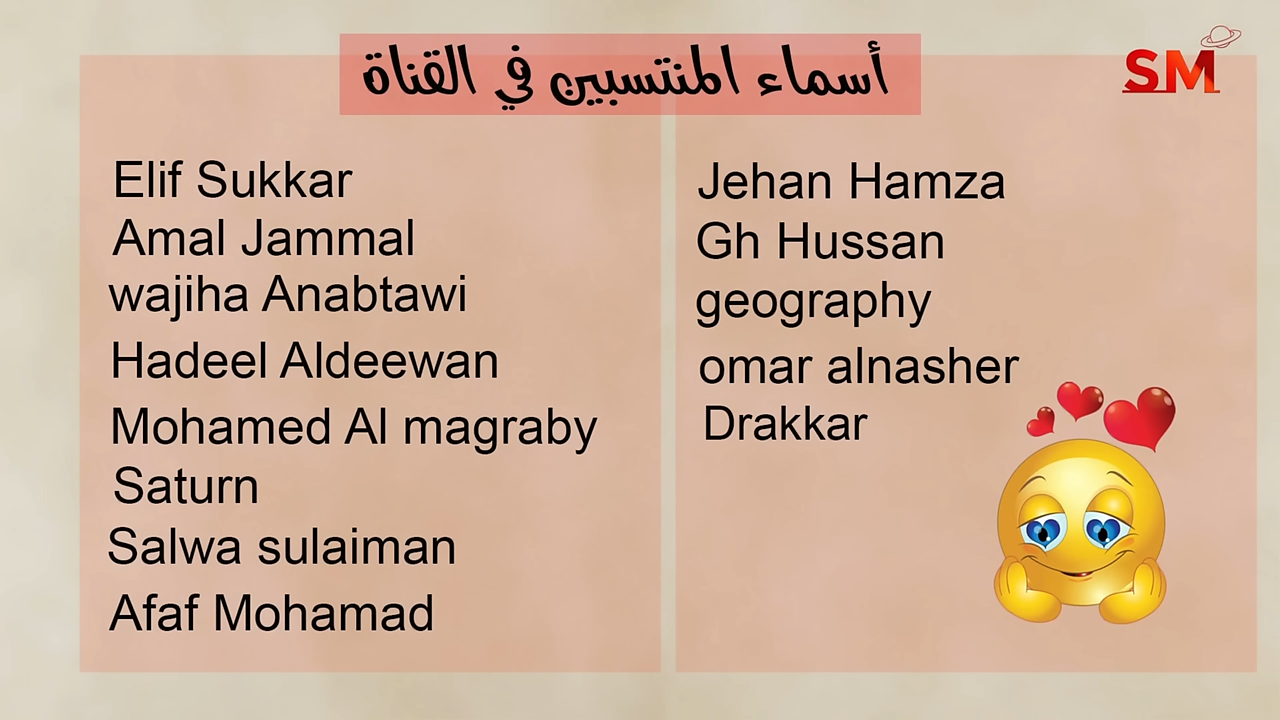 أسماء المنتسبين في القناة
SM
Elif Sukkar
Amal Jammal
wajiha Anabtawi
Hadeel Aldeewan
Mohamed Al magraby
Saturn
Salwa sulaiman
Afaf Mohamad
Jehan Hamza
Gh Hussan
geography
omar alnasher
Drakkar